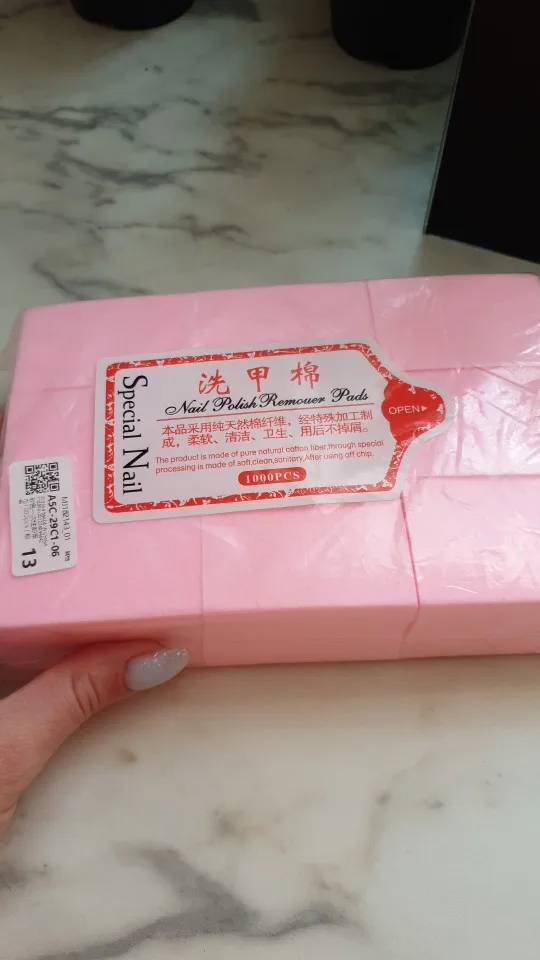 洗甲棉
Nail Polish Remouer Pads
本品采用纯天然棉纤维，经特殊加工制
成，柔软、清洁、卫生、用后不掉屑。
The product is made of pure natural cotton fiber,through special
processing is made of soft,clean,sanitary.After using off chip.
1000PCS
Special Nail
OPEN
A5C-29C1-06
13